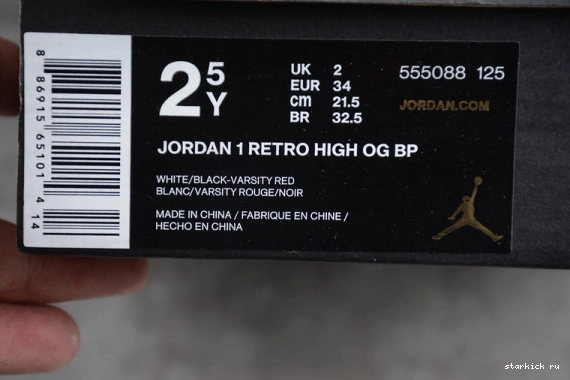 8 86915 65101 4 14
2 5Y
UK 2
EUR 34
cm 21.5
BR 32.5
555088 125
JORDAN.COM
JORDAN 1 RETRO HIGH OG BP
WHITE/BLACK-VARSITY RED
BLANC/VARSITY ROUGE/NOIR
MADE IN CHINA / FABRIQUE EN CHINE /
HECHO EN CHINA
starkick ru